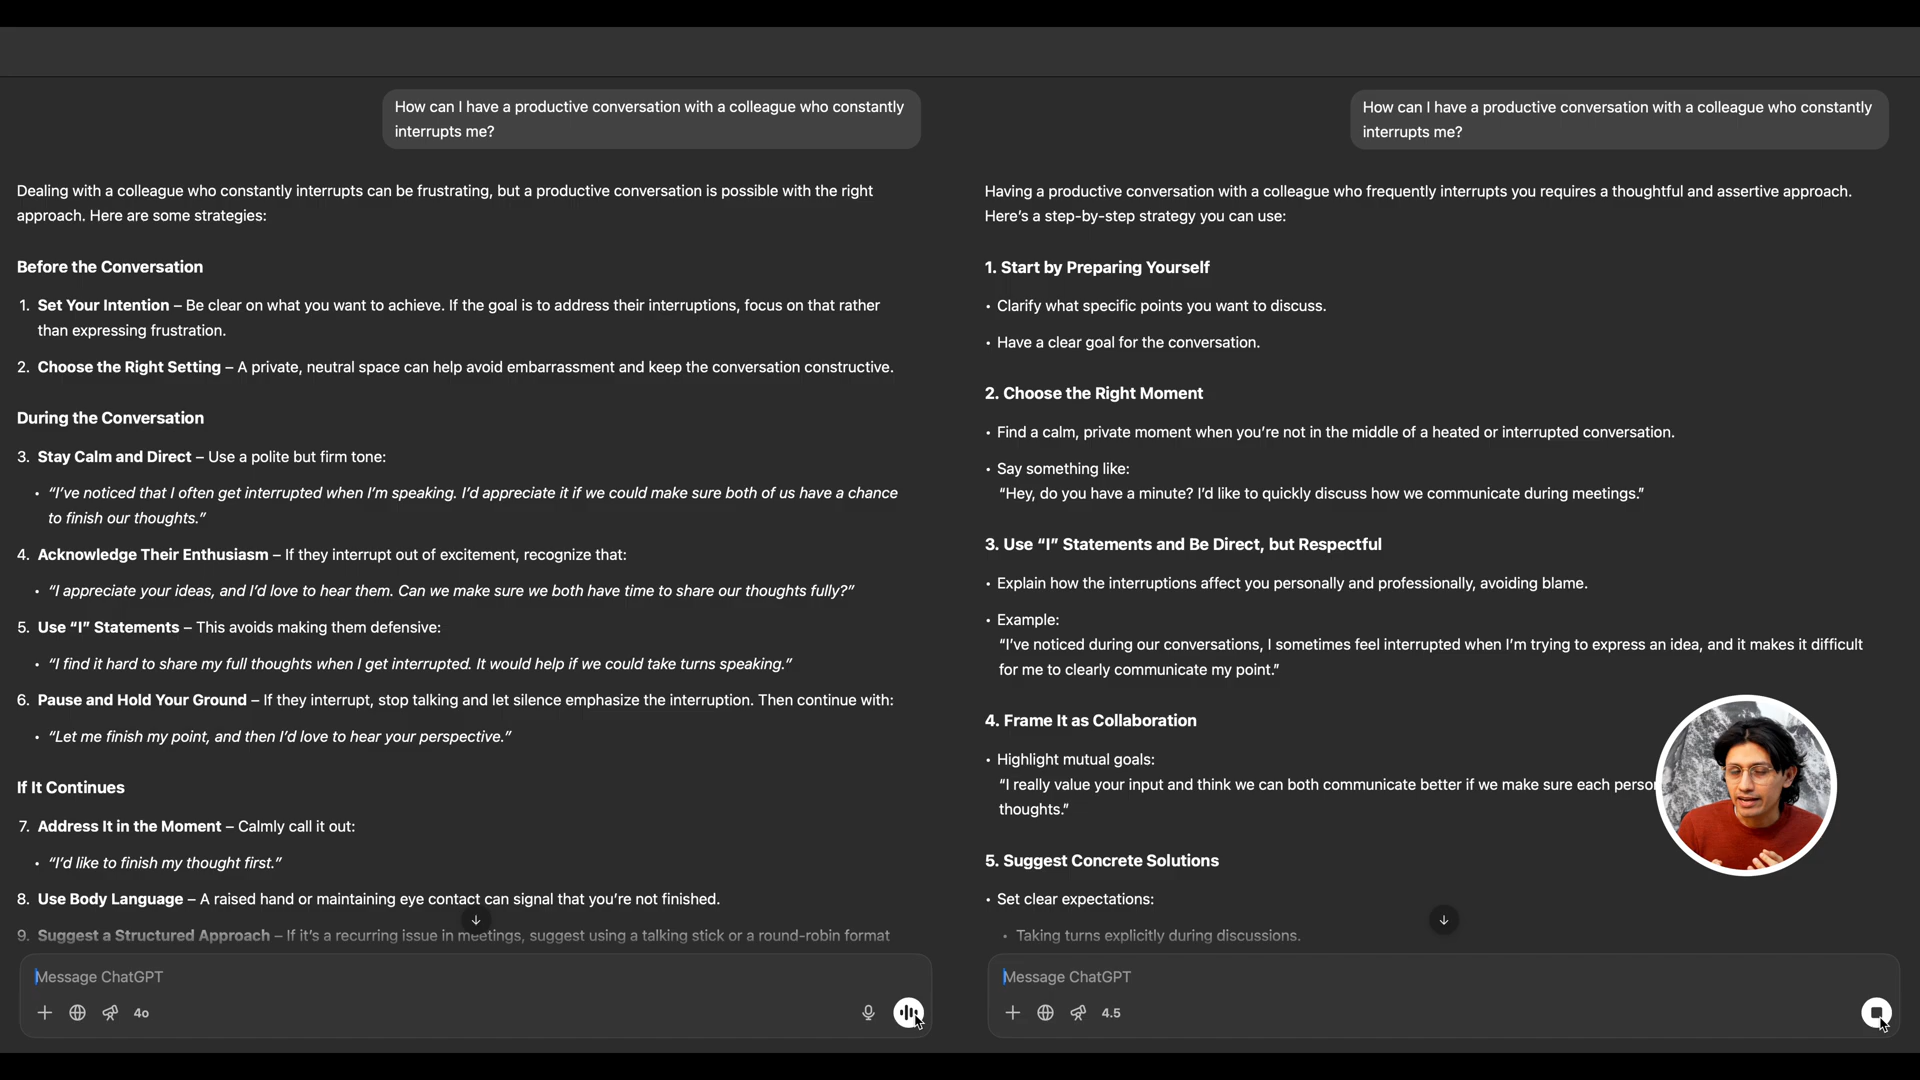 How can I have a productive conversation with a colleague who constantly
interrupts me?
Dealing with a colleague who constantly interrupts can be frustrating, but a productive conversation is possible with the right
approach. Here are some strategies:
Before the Conversation
1. Set Your Intention – Be clear on what you want to achieve. If the goal is to address their interruptions, focus on that rather
than expressing frustration.
2. Choose the Right Setting – A private, neutral space can help avoid embarrassment and keep the conversation constructive.
During the Conversation
3. Stay Calm and Direct – Use a polite but firm tone:
• “I’ve noticed that I often get interrupted when I’m speaking. I’d appreciate it if we could make sure both of us have a chance
to finish our thoughts.”
4. Acknowledge Their Enthusiasm – If they interrupt out of excitement, recognize that:
• “I appreciate your ideas, and I’d love to hear them. Can we make sure we both have time to share our thoughts fully?”
5. Use “I” Statements – This avoids making them defensive:
• “I find it hard to share my full thoughts when I get interrupted. It would help if we could take turns speaking.”
6. Pause and Hold Your Ground – If they interrupt, stop talking and let silence emphasize the interruption. Then continue with:
• “Let me finish my point, and then I’d love to hear your perspective.”
If It Continues
7. Address It in the Moment – Calmly call it out:
• “I’d like to finish my thought first.”
8. Use Body Language – A raised hand or maintaining eye contact can signal that you’re not finished.
9. Suggest a Structured Approach – If it’s a recurring issue in meetings, suggest using a talking stick or a round-robin format
Message ChatGPT
4o
How can I have a productive conversation with a colleague who constantly
interrupts me?
Having a productive conversation with a colleague who frequently interrupts you requires a thoughtful and assertive approach.
Here’s a step-by-step strategy you can use:
1. Start by Preparing Yourself
• Clarify what specific points you want to discuss.
• Have a clear goal for the conversation.
2. Choose the Right Moment
• Find a calm, private moment when you’re not in the middle of a heated or interrupted conversation.
• Say something like:
“Hey, do you have a minute? I’d like to quickly discuss how we communicate during meetings.”
3. Use “I” Statements and Be Direct, but Respectful
• Explain how the interruptions affect you personally and professionally, avoiding blame.
• Example:
“I’ve noticed during our conversations, I sometimes feel interrupted when I’m trying to express an idea, and it makes it difficult
for me to clearly communicate my point.”
4. Frame It as Collaboration
• Highlight mutual goals:
“I really value your input and think we can both communicate better if we make sure each
thoughts.”
5. Suggest Concrete Solutions
• Set clear expectations:
• Taking turns explicitly during discussions.
Message ChatGPT
4.5